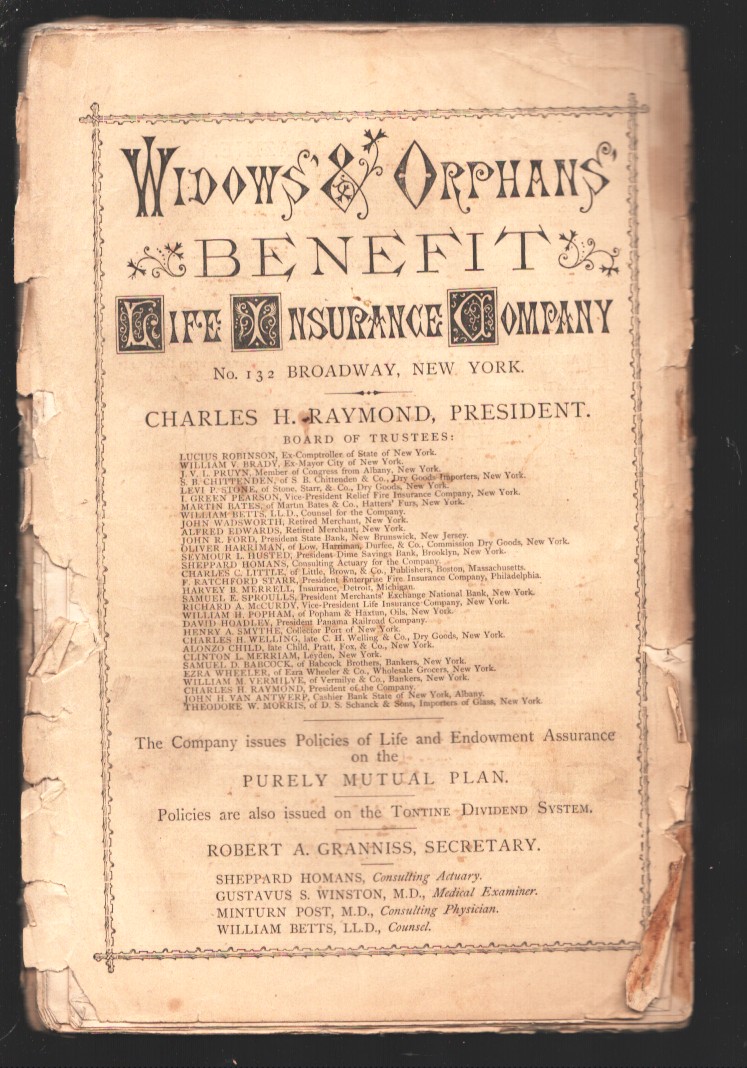 WIDOWS' & ORPHANS'
BENEFIT
LIFE INSURANCE COMPANY
No. 132 BROADWAY, NEW YORK.
CHARLES H. RAYMOND, PRESIDENT.
BOARD OF TRUSTEES:
LUCIUS ROBINSON, Ex-Comptroller of State of New York.
WILLIAM V. BRADY, Ex-Mayor City of New York.
J. V. L. PRUYN, Member of Congress from Albany, New York.
S. B. CHITTENDEN, of S. B. Chittenden & Co., Dry Goods Importers, New York.
LEVI P. STONE, of Stone, Starr, & Co., Dry Goods, New York.
I. GREEN PEARSON, Vice-President Relief Fire Insurance Company, New York.
MARTIN BATES, of Martin Bates & Co., Hatters' Furs, New York.
WILLIAM BETTS, LL.D., Counsel for the Company.
JOHN WADSWORTH, Retired Merchant, New York.
ALFRED EDWARDS, Retired Merchant, New York.
JOHN R. FORD, President State Bank, New Brunswick, New Jersey.
OLIVER HARRIMAN, of Low, Harriman, Durfee, & Co., Commission Dry Goods, New York.
SEYMOUR L. HUSTED, President Dime Savings Bank, Brooklyn, New York.
SHEPPARD HOMANS, Consulting Actuary for the Company.
CHARLES C. LITTLE, of Little, Brown, & Co., Publishers, Boston, Massachusetts.
F. RATCHFORD STARR, President Enterprise Fire Insurance Company, Philadelphia.
HARVEY B. MERRELL, Insurance, Detroit, Michigan.
SAMUEL E. SPROULLS, President Merchants' Exchange National Bank, New York.
RICHARD A. McCURDY, Vice-President Life Insurance Company, New York.
WILLIAM H. POPHAM, of Popham & Haxtun, Oils, New York.
DAVID HOADLEY, President Panama Railroad Company.
HENRY A. SMYTHE, Collector Port of New York.
CHARLES H. WELLING, late C. H. Welling & Co., Dry Goods, New York.
ALONZO CHILD, late Child, Pratt, Fox, & Co., New York.
CLINTON L. MERRIAM, Leyden, New York.
SAMUEL D. BABCOCK, of Babcock Brothers, Bankers, New York.
EZRA WHEELER, of Ezra Wheeler & Co., Wholesale Grocers, New York.
WILLIAM M. VERMILYE, of Vermilye & Co., Bankers, New York.
CHARLES H. RAYMOND, President of the Company.
JOHN H. VAN ANTWERP, Cashier Bank State of New York, Albany.
THEODORE W. MORRIS, of D. S. Schanck & Sons, Importers of Glass, New York.
The Company issues Policies of Life and Endowment Assurance
on the
PURELY MUTUAL PLAN.
Policies are also issued on the TONTINE DIVIDEND SYSTEM.
ROBERT A. GRANNISS, SECRETARY.
SHEPPARD HOMANS, Consulting Actuary.
GUSTAVUS S. WINSTON, M.D., Medical Examiner.
MINTURN POST, M.D., Consulting Physician.
WILLIAM BETTS, LL.D., Counsel.